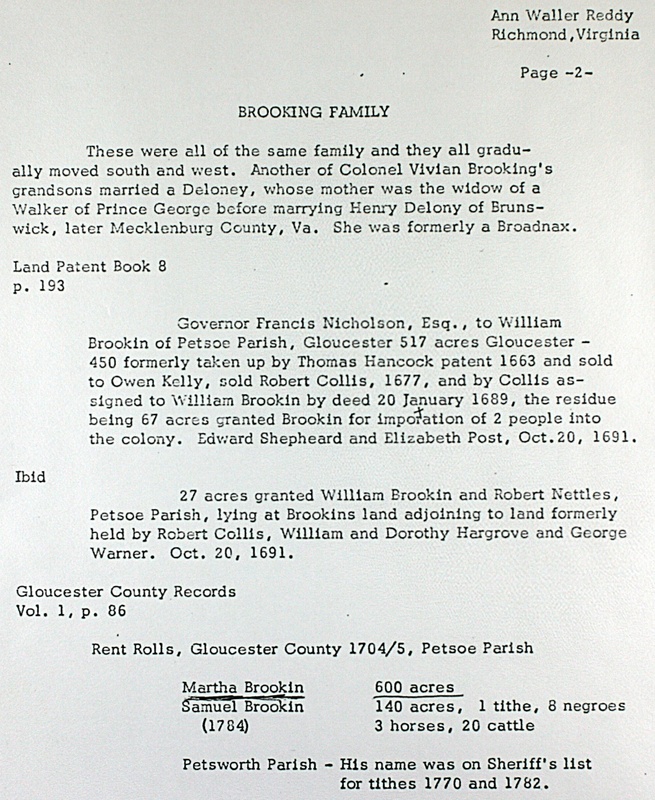 Ann Waller Reddy
Richmond,Virginia
Page -2-
BROOKING FAMILY
These were all of the same family and they all gradu-
ally moved south and west. Another of Colonel Vivian Brooking's
grandsons married a Deloney, whose mother was the widow of a
Walker of Prince George before marrying Henry Delony of Bruns-
wick, later Mecklenburg County, Va. She was formerly a Broadnax.
Land Patent Book 8
p. 193
Governor Francis Nicholson, Esq., to William
Brookin of Petsoe Parish, Gloucester 517 acres Gloucester -
450 formerly taken up by Thomas Hancock patent 1663 and sold
to Owen Kelly, sold Robert Collis, 1677, and by Collis as-
signed to William Brookin by deed 20 January 1689, the residue
being 67 acres granted Brookin for importation of 2 people into
the colony. Edward Shepheard and Elizabeth Post, Oct.20, 1691.
Ibid
27 acres granted William Brookin and Robert Nettles,
Petsoe Parish, lying at Brookins land adjoining to land formerly
held by Robert Collis, William and Dorothy Hargrove and George
Warner. Oct. 20, 1691.
Gloucester County Records
Vol. 1, p. 86
Rent Rolls, Gloucester County 1704/5, Petsoe Parish
Martha Brookin 600 acres
Samuel Brookin 140 acres, 1 tithe, 8 negroes
(1784) 3 horses, 20 cattle
Petsworth Parish - His name was on Sheriff's list
for tithes 1770 and 1782.